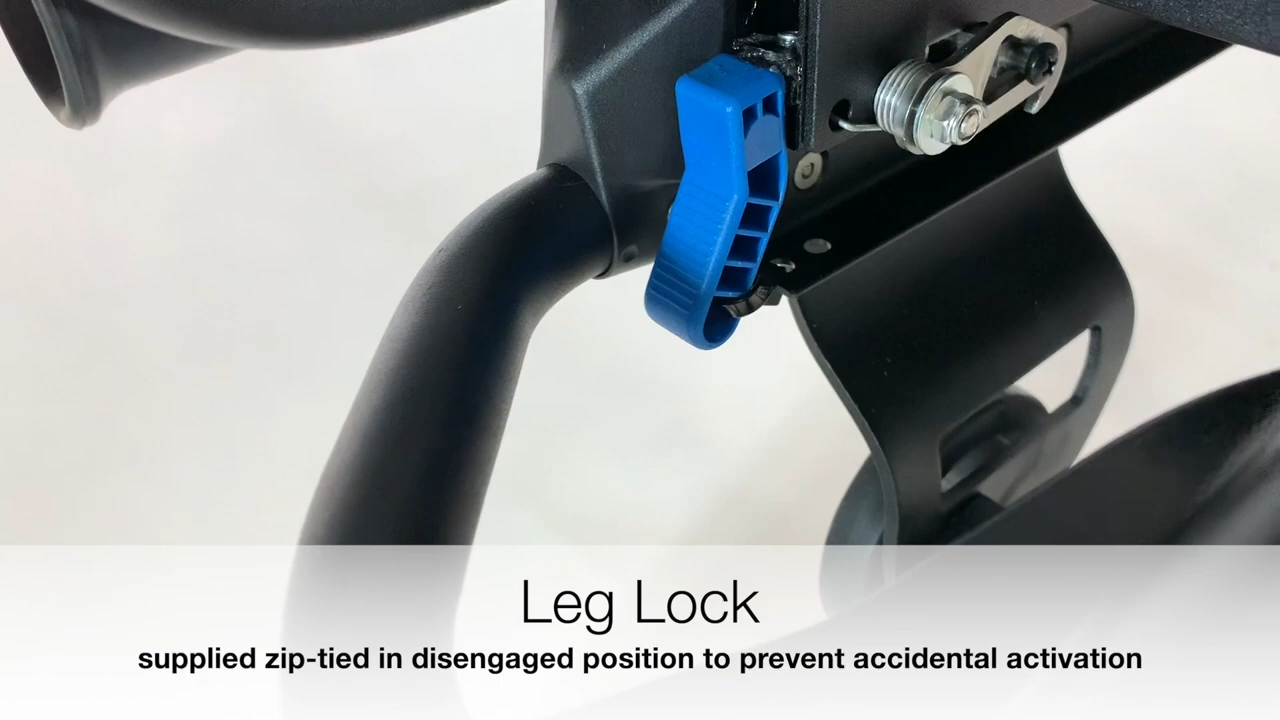 Leg Lock
supplied zip-tied in disengaged position to prevent accidental activation